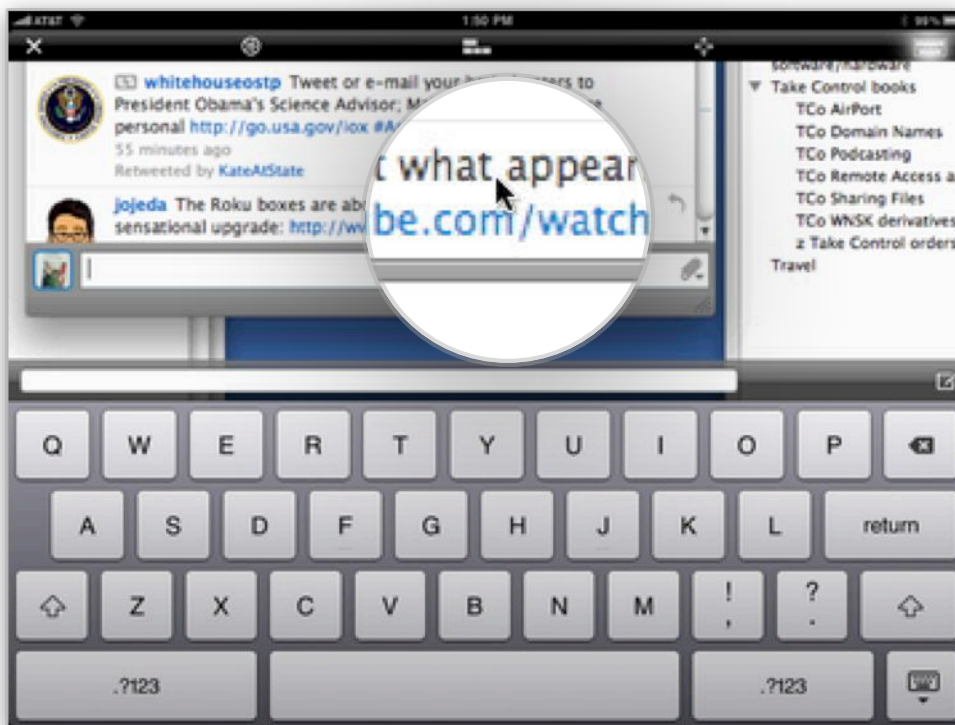 AT&T 1:50 PM 99%
software/hardware
whitehouseostp Tweet or e-mail your
to
President Obama's Science Advisor;
personal http://go.usa.gov/iox
55 minutes ago
Retweeted by KateAtState
jojeda The Roku boxes are
sensational upgrade:
t what appear
be.com/watch
Take Control books
TCo AirPort
TCo Domain Names
TCo Podcasting
TCo Remote Access a
TCo Sharing Files
TCo WNSK derivatives
z Take Control orders
Travel
Q W E R T Y U I O P
A S D F G H J K L return
Z X C V B N M ! , ? .
.?123 .?123